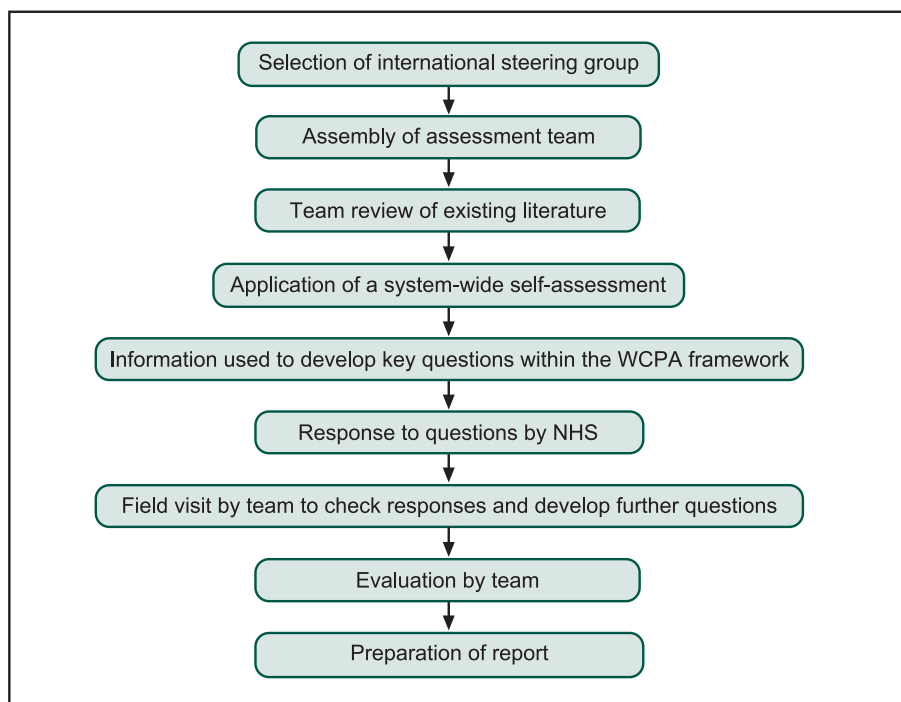 Selection of international steering group
Assembly of assessment team
Team review of existing literature
Application of a system-wide self-assessment
Information used to develop key questions within the WCPA framework
Response to questions by NHS
Field visit by team to check responses and develop further questions
Evaluation by team
Preparation of report